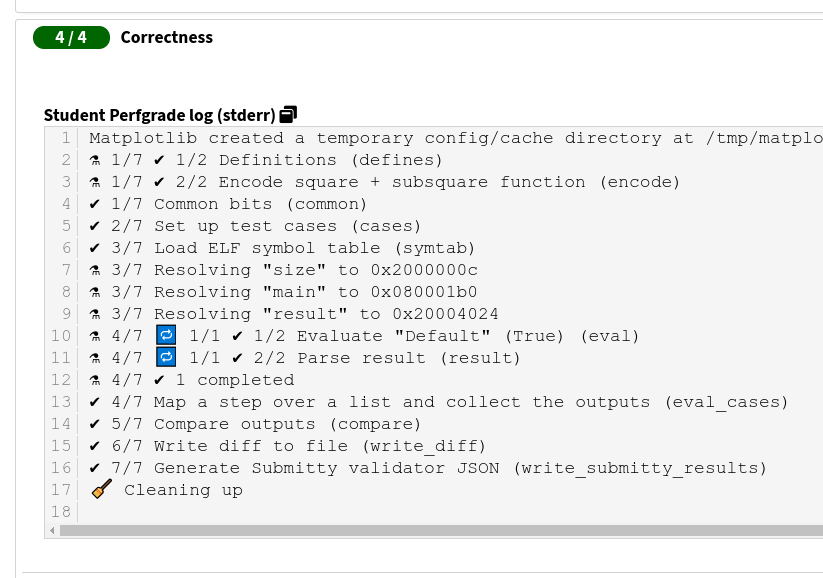 4 / 4 Correctness
Student Perfgrade log (stderr)
1 Matplotlib created a temporary config/cache directory at /tmp/matplo
2 ⚗ 1/7 ✔ 1/2 Definitions (defines)
3 ⚗ 1/7 ✔ 2/2 Encode square + subsquare function (encode)
4 ✔ 1/7 Common bits (common)
5 ✔ 2/7 Set up test cases (cases)
6 ✔ 3/7 Load ELF symbol table (symtab)
7 ⚗ 3/7 Resolving "size" to 0x2000000c
8 ⚗ 3/7 Resolving "main" to 0x080001b0
9 ⚗ 3/7 Resolving "result" to 0x20004024
10 ⚗ 4/7 🔁 1/1 ✔ 1/2 Evaluate "Default" (True) (eval)
11 ⚗ 4/7 🔁 1/1 ✔ 2/2 Parse result (result)
12 ⚗ 4/7 ✔ 1 completed
13 ✔ 4/7 Map a step over a list and collect the outputs (eval_cases)
14 ✔ 5/7 Compare outputs (compare)
15 ✔ 6/7 Write diff to file (write_diff)
16 ✔ 7/7 Generate Submitty validator JSON (write_submitty_results)
17 🧹 Cleaning up
18